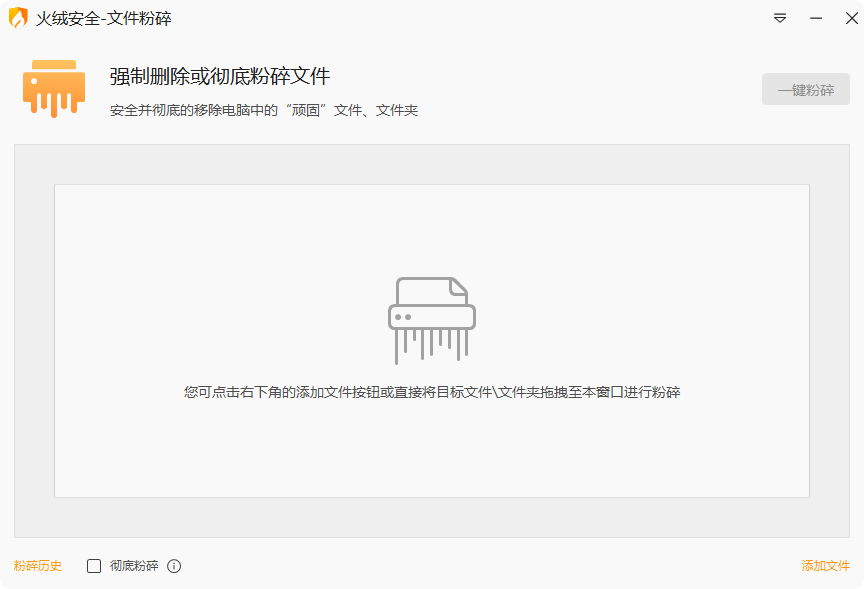 火绒安全-文件粉碎
强制删除或彻底粉碎文件
安全并彻底的移除电脑中的“顽固”文件、文件夹
一键粉碎
您可点击右下角的添加文件按钮或直接将目标文件\文件夹拖拽至本窗口进行粉碎
粉碎历史
彻底粉碎
添加文件